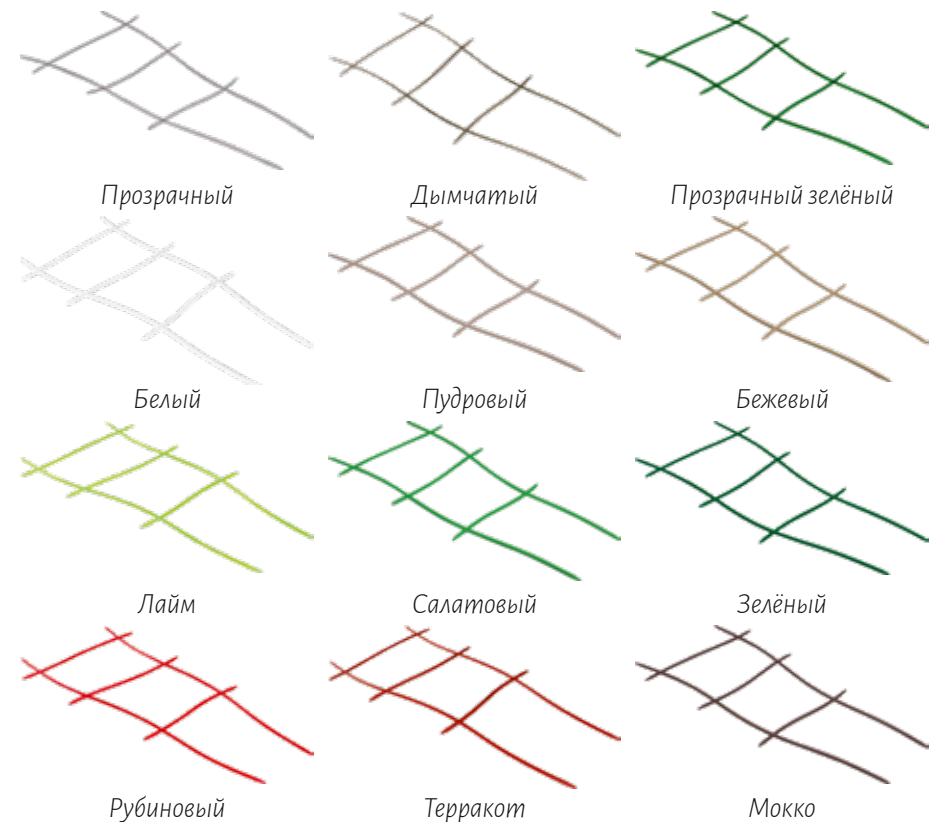 Прозрачный
Дымчатый
Прозрачный зелёный
Белый
Пудровый
Бежевый
Лайм
Салатовый
Зелёный
Рубиновый
Терракот
Мокко